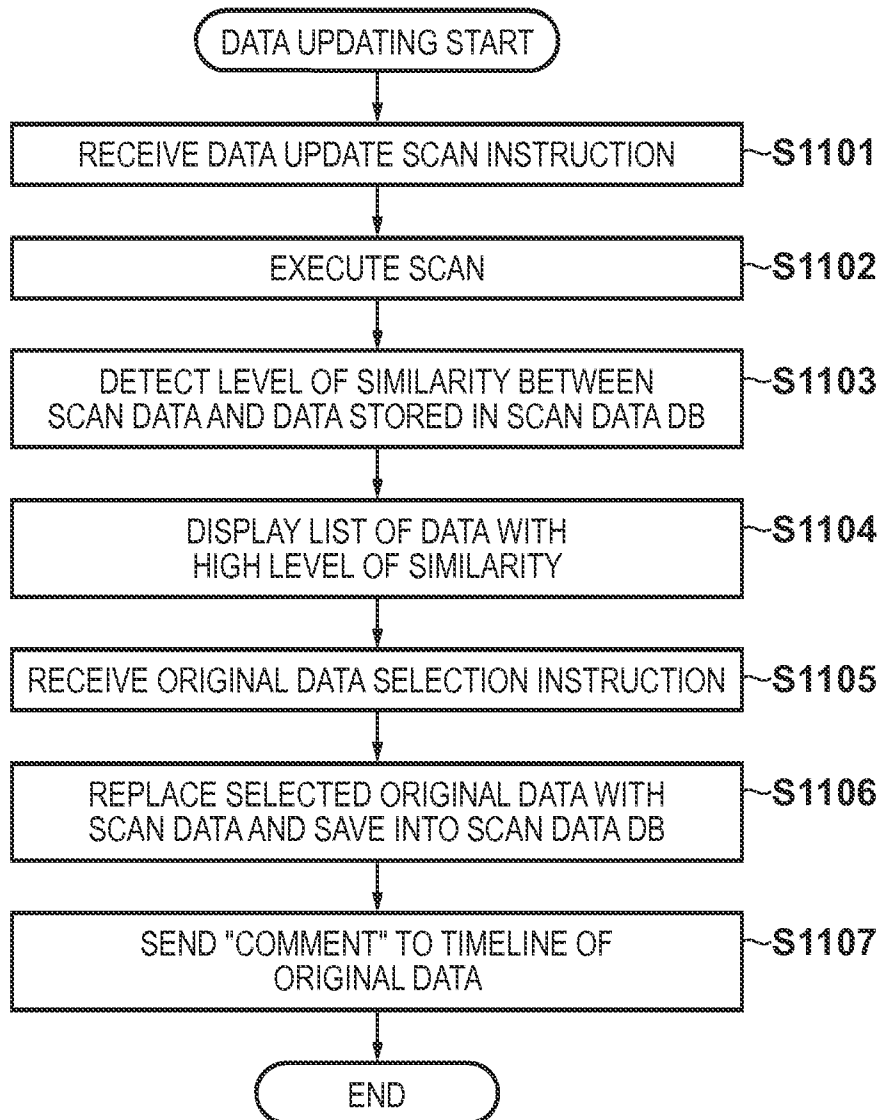 DATA UPDATING START
RECEIVE DATA UPDATE SCAN INSTRUCTION
S1101
EXECUTE SCAN
S1102
DETECT LEVEL OF SIMILARITY BETWEEN
SCAN DATA AND DATA STORED IN SCAN DATA DB
S1103
DISPLAY LIST OF DATA WITH
HIGH LEVEL OF SIMILARITY
S1104
RECEIVE ORIGINAL DATA SELECTION INSTRUCTION
S1105
REPLACE SELECTED ORIGINAL DATA WITH
SCAN DATA AND SAVE INTO SCAN DATA DB
S1106
SEND "COMMENT" TO TIMELINE OF
ORIGINAL DATA
S1107
END